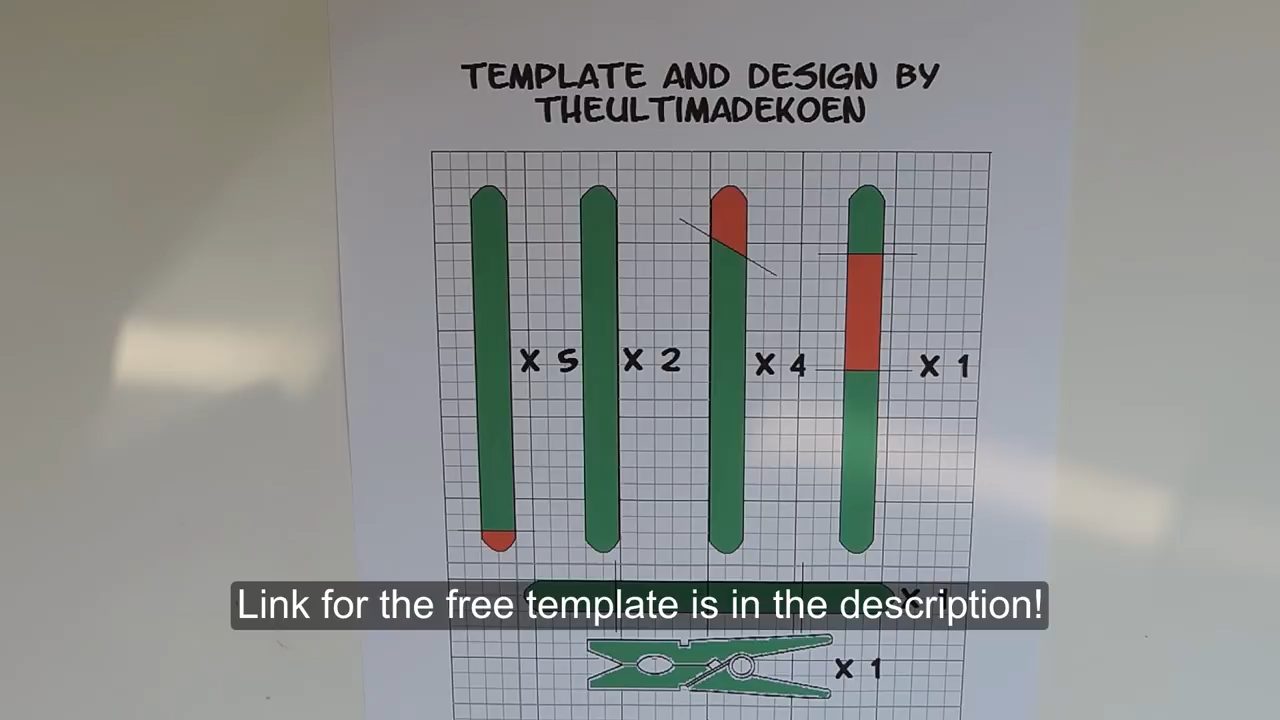 TEMPLATE AND DESIGN BY
THEULTIMADEKOEN
X 5 X 2 X 4 X 1
Link for the free template is in the description!
X 1
X 1